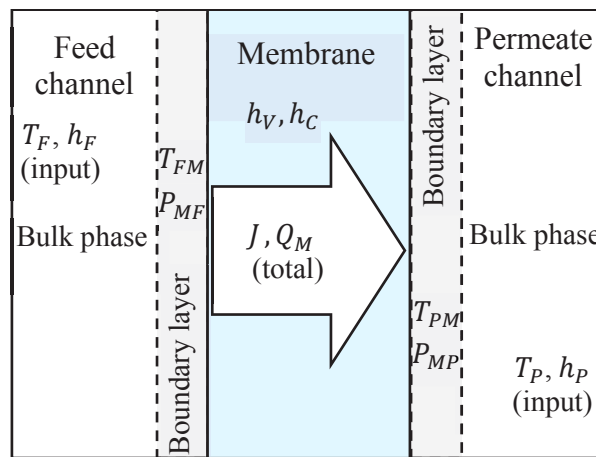 Feed
channel
T_F, h_F
(input)
Bulk phase
T_FM
P_MF
Boundary layer
Membrane
h_V, h_C
J, Q_M
(total)
Boundary layer
T_PM
P_MP
Permeate
channel
Bulk phase
T_P, h_P
(input)